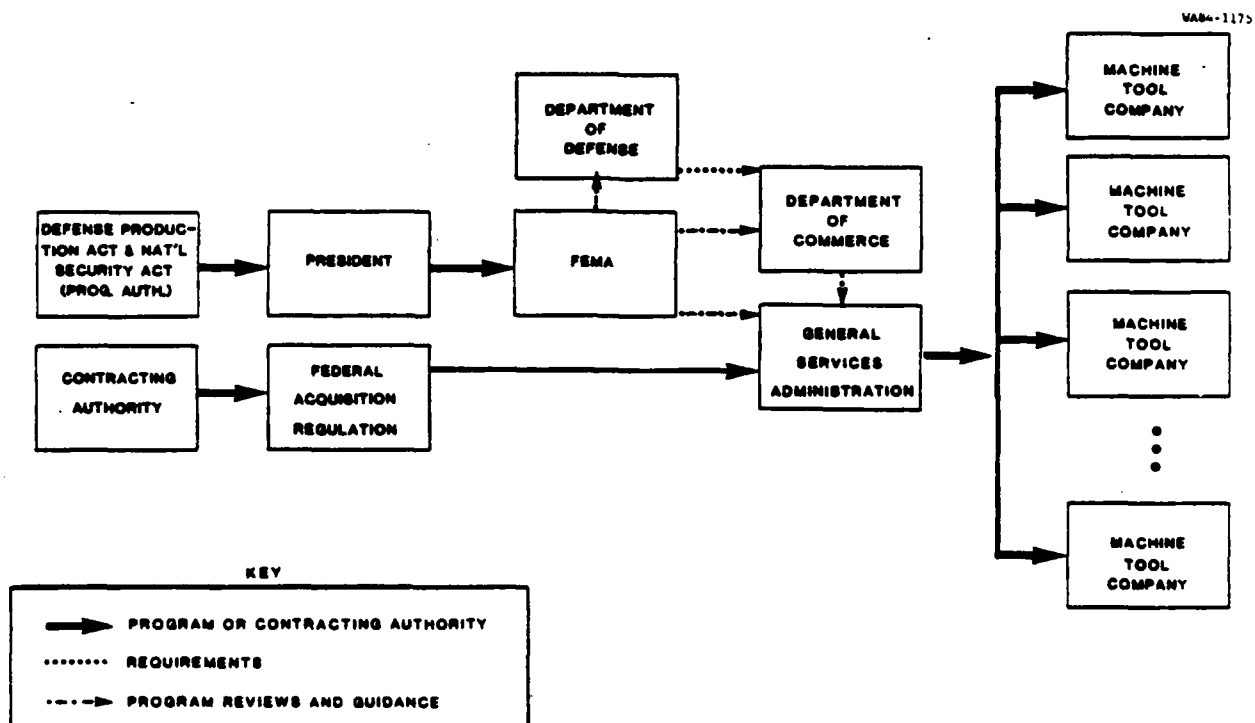 WA84-1175
MACHINE
TOOL
COMPANY
DEPARTMENT
OF
DEFENSE
MACHINE
TOOL
COMPANY
DEPARTMENT
OF
COMMERCE
DEFENSE PRODUC-
TION ACT & NAT'L
SECURITY ACT
(PROG. AUTH.)
PRESIDENT
FEMA
MACHINE
TOOL
COMPANY
GENERAL
SERVICES
ADMINISTRATION
CONTRACTING
AUTHORITY
FEDERAL
ACQUISITION
REGULATION
MACHINE
TOOL
COMPANY
KEY
PROGRAM OR CONTRACTING AUTHORITY
REQUIREMENTS
PROGRAM REVIEWS AND GUIDANCE